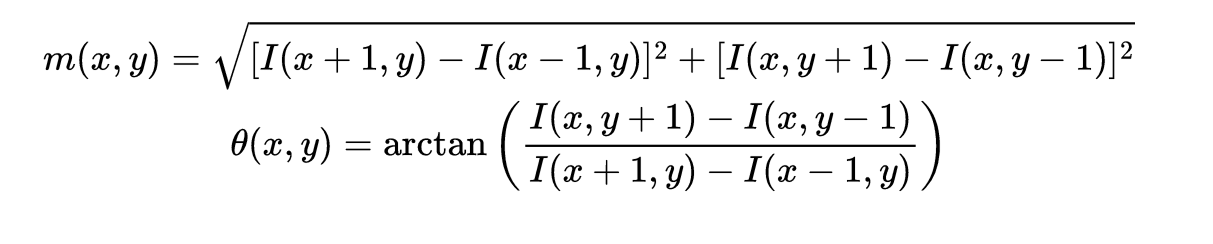 m(x, y) = √[I(x + 1, y) − I(x − 1, y)]² + [I(x, y + 1) − I(x, y − 1)]²
θ(x, y) = arctan ( I(x, y + 1) − I(x, y − 1) / I(x + 1, y) − I(x − 1, y) )